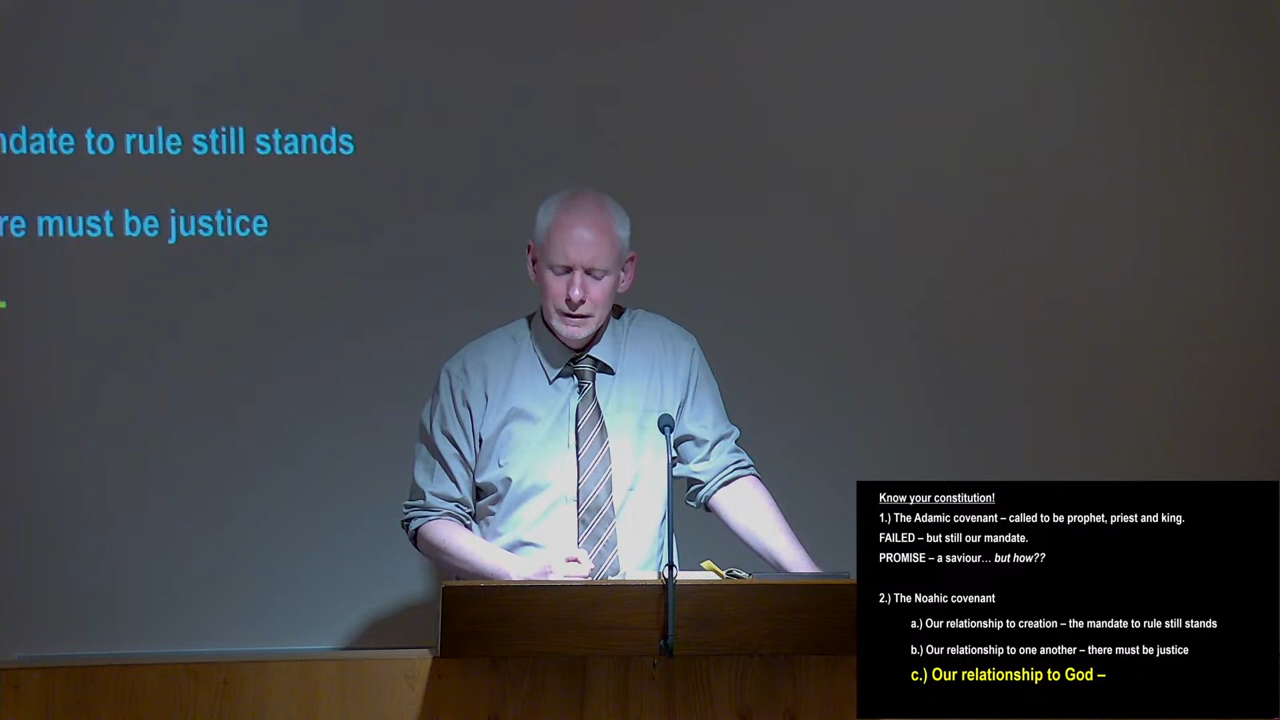 ndate to rule still stands
re must be justice
Know your constitution!
1.) The Adamic covenant – called to be prophet, priest and king.
FAILED – but still our mandate.
PROMISE – a saviour… but how??
2.) The Noahic covenant
a.) Our relationship to creation – the mandate to rule still stands
b.) Our relationship to one another – there must be justice
c.) Our relationship to God –